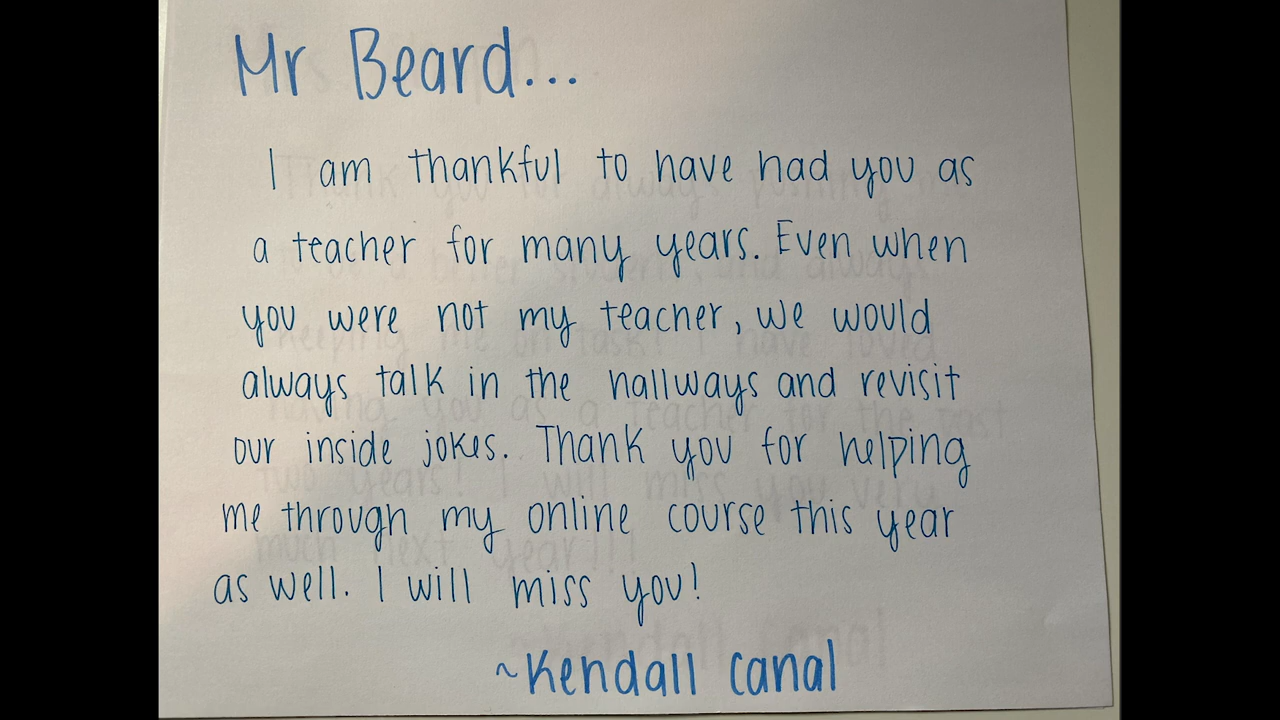 Mr Beard...
I am thankful to have had you as
a teacher for many years. Even when
you were not my teacher, we would
always talk in the hallways and revisit
our inside jokes. Thank you for helping
me through my online course this year
as well. I will miss you!
~Kendall Canal